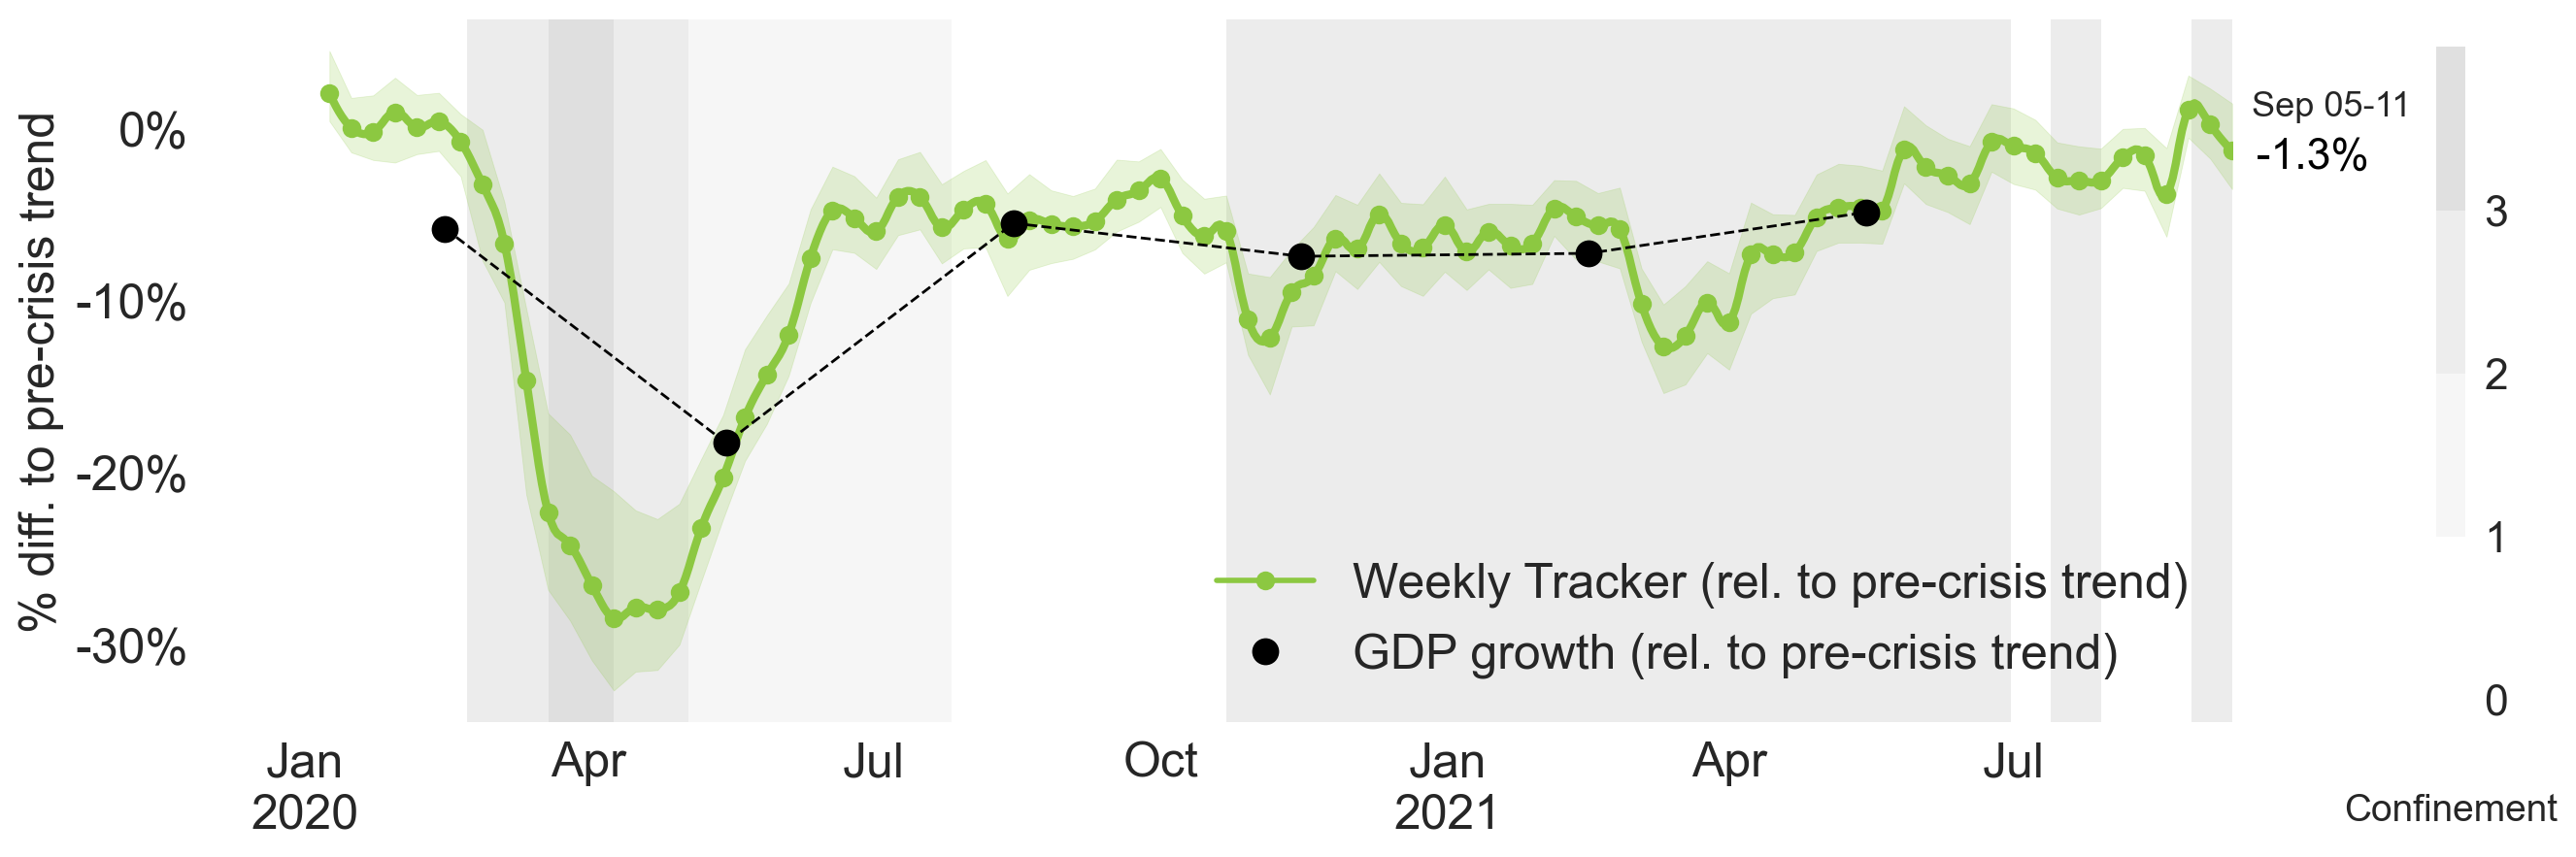 % diff. to pre-crisis trend
0%
-10%
-20%
-30%
Sep 05-11
-1.3%
3
2
1
0
Weekly Tracker (rel. to pre-crisis trend)
GDP growth (rel. to pre-crisis trend)
Jan Apr Jul Oct Jan Apr Jul
2020 2021
Confinement